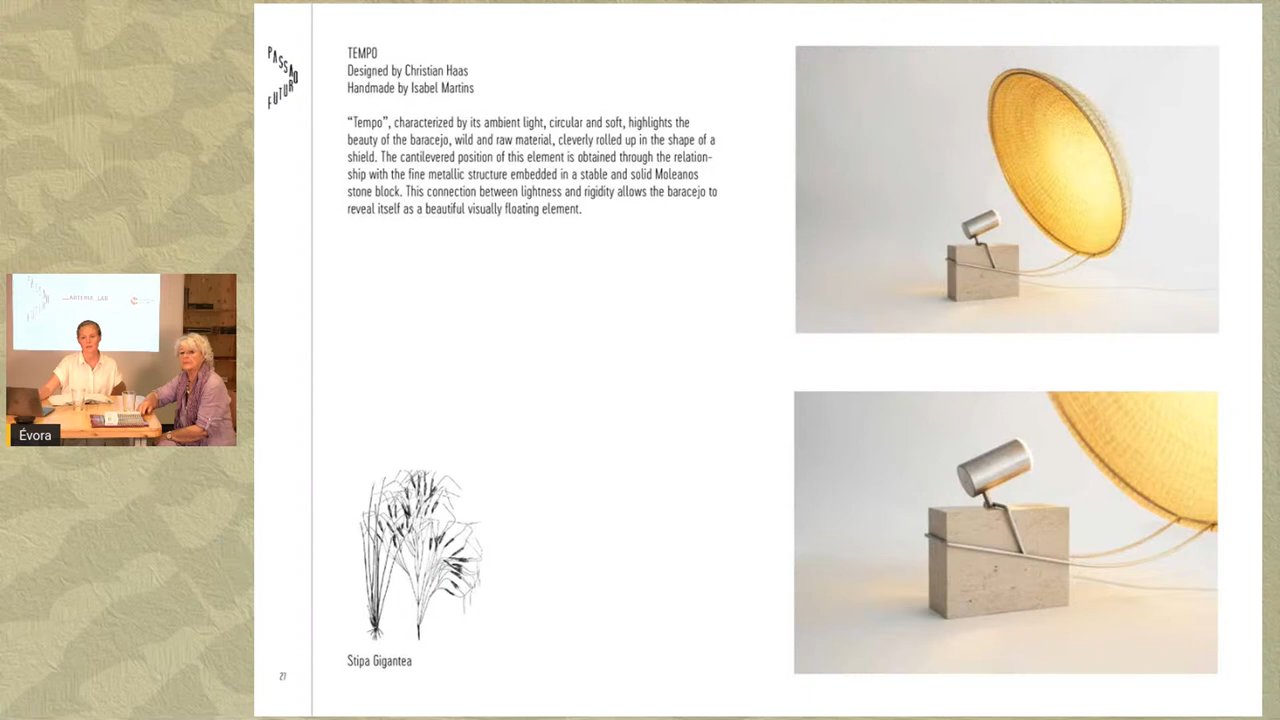 PASSA AO
FUTURO
TEMPO
Designed by Christian Haas
Handmade by Isabel Martins
“Tempo”, characterized by its ambient light, circular and soft, highlights the
beauty of the baracejo, wild and raw material, cleverly rolled up in the shape of a
shield. The cantilevered position of this element is obtained through the relation-
ship with the fine metallic structure embedded in a stable and solid Moleanos
stone block. This connection between lightness and rigidity allows the baracejo to
reveal itself as a beautiful visually floating element.
Stipa Gigantea
27
LAB
Évora